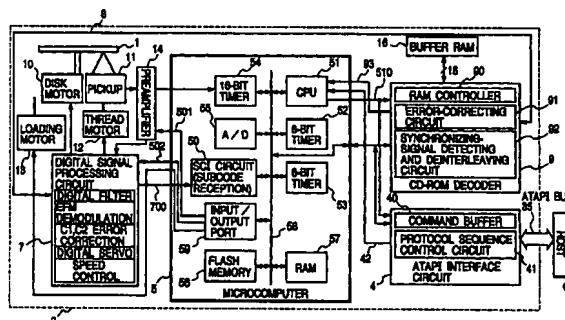 8
1
10
DISK MOTOR
PICKUP
11
14
PREAMPLIFIER
THREAD MOTOR
LOADING MOTOR
12
13
502
501
DIGITAL SIGNAL PROCESSING CIRCUIT
DIGITAL FILTER
EFM DEMODULATION
C1,C2 ERROR CORRECTION
DIGITAL SERVO
SPEED CONTROL
7
700
54
16-BIT TIMER
51
CPU
55
A/D
52
8-BIT TIMER
50
SCI CIRCUIT (SUBCODE RECEPTION)
8-BIT TIMER
53
INPUT/OUTPUT PORT
59
58
57
FLASH MEMORY
RAM
56
5
MICROCOMPUTER
93
510
16
BUFFER RAM
18
90
RAM CONTROLLER
ERROR-CORRECTING CIRCUIT
91
92
SYNCHRONIZING-SIGNAL DETECTING AND DEINTERLEAVING CIRCUIT
9
CD-ROM DECODER
40
COMMAND BUFFER
PROTOCOL SEQUENCE CONTROL CIRCUIT
42
41
4
ATAPI INTERFACE CIRCUIT
35